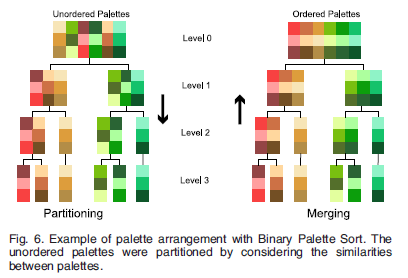 Unordered Palettes
Ordered Palettes
Level 0
Level 1
Level 2
Level 3
Partitioning
Merging
Fig. 6. Example of palette arrangement with Binary Palette Sort. The
unordered palettes were partitioned by considering the similarities
between palettes.